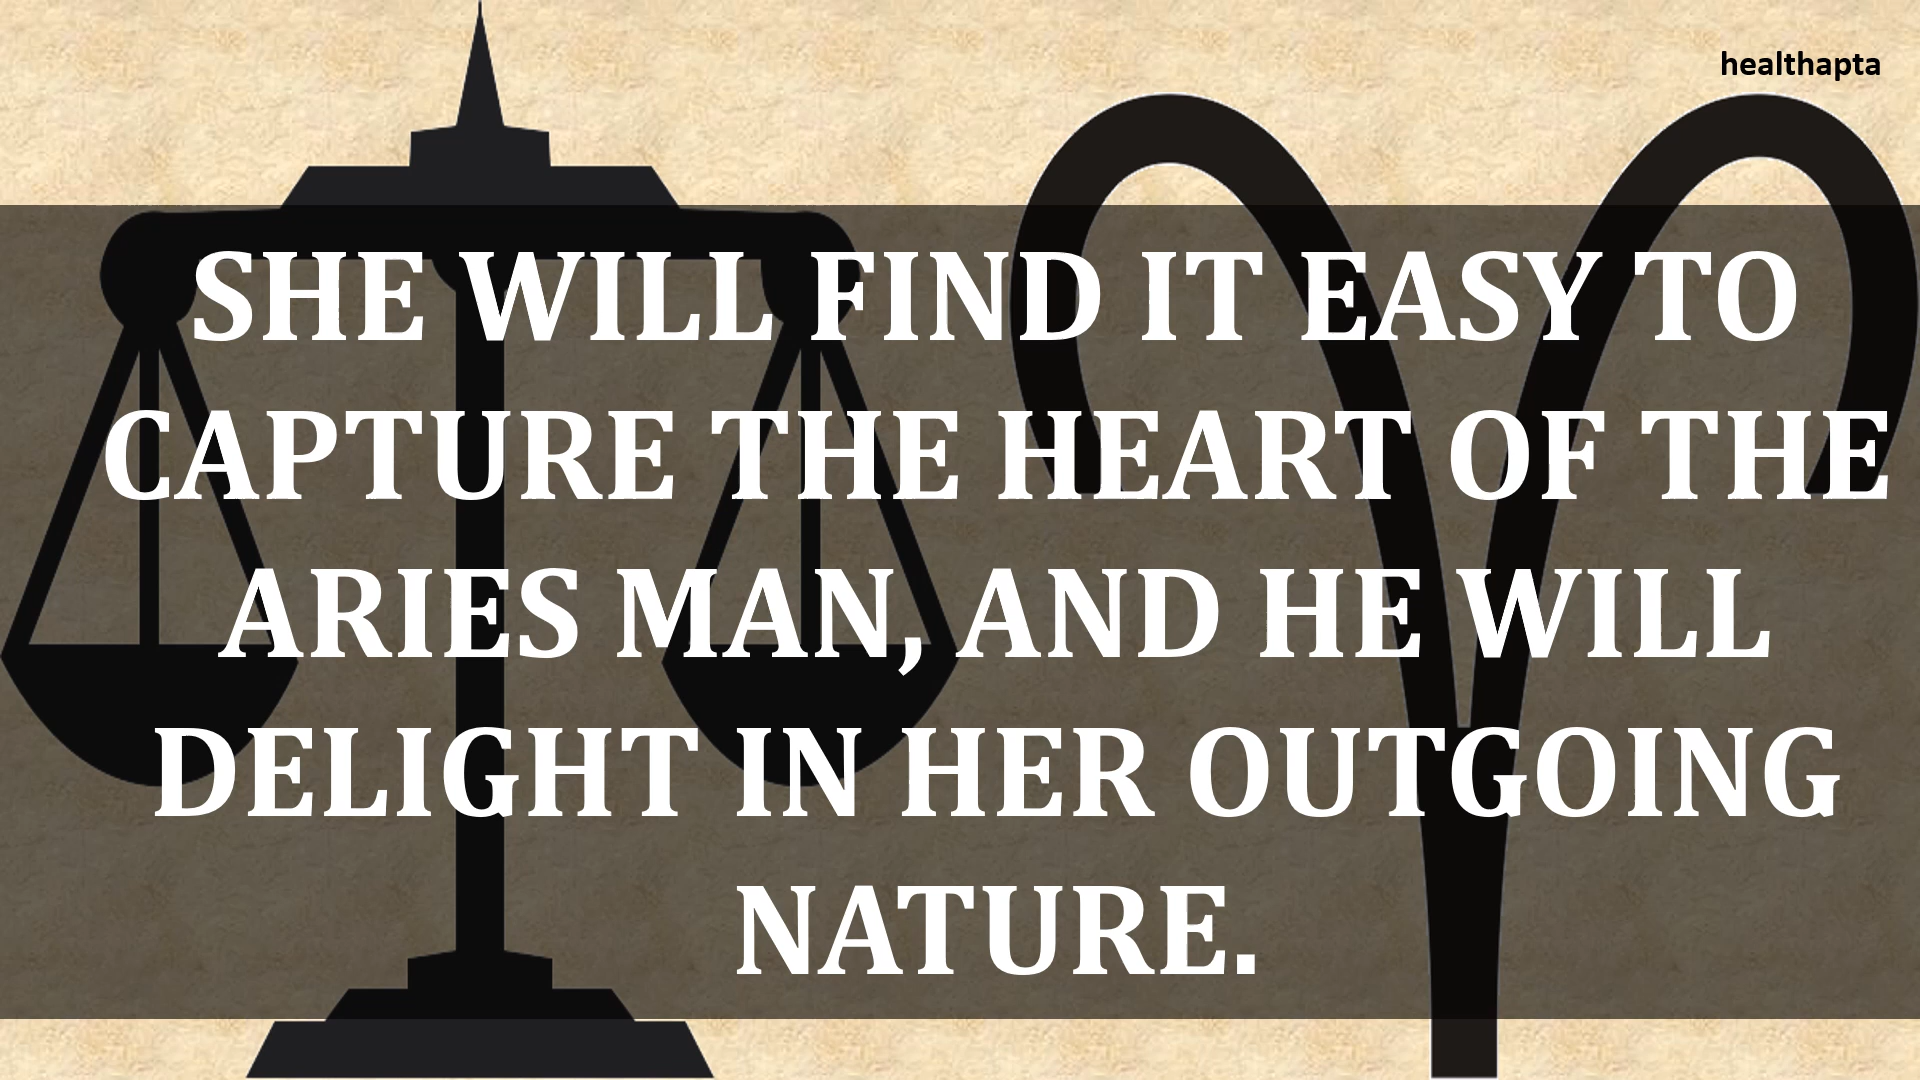 healthapta
SHE WILL FIND IT EASY TO
CAPTURE THE HEART OF THE
ARIES MAN, AND HE WILL
DELIGHT IN HER OUTGOING
NATURE.